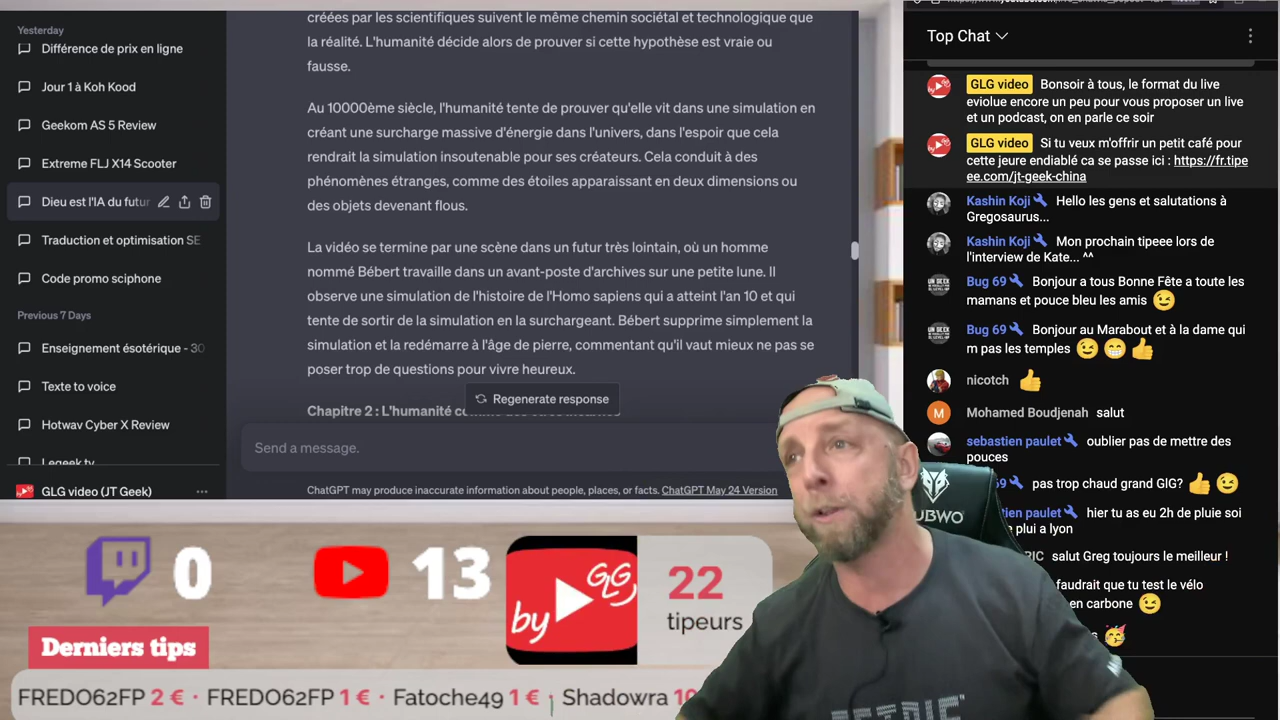 Yesterday
Différence de prix en ligne
Jour 1 à Koh Kood
Geekom AS 5 Review
Extreme FLJ X14 Scooter
Dieu est l'IA du futur
Traduction et optimisation SE
Code promo sciphone
Previous 7 Days
Enseignement ésotérique - 30
Texte to voice
Hotwav Cyber X Review
Legeek tv
GLG video (JT Geek)
créées par les scientifiques suivent le même chemin sociétal et technologique que
la réalité. L'humanité décide alors de prouver si cette hypothèse est vraie ou
fausse.
Au 10000ème siècle, l'humanité tente de prouver qu'elle vit dans une simulation en
créant une surcharge massive d'énergie dans l'univers, dans l'espoir que cela
rendrait la simulation insoutenable pour ses créateurs. Cela conduit à des
phénomènes étranges, comme des étoiles apparaissant en deux dimensions ou
des objets devenant flous.
La vidéo se termine par une scène dans un futur très lointain, où un homme
nommé Bébert travaille dans un avant-poste d'archives sur une petite lune. Il
observe une simulation de l'histoire de l'Homo sapiens qui a atteint l'an 10 et qui
tente de sortir de la simulation en la surchargeant. Bébert supprime simplement la
simulation et la redémarre à l'âge de pierre, commentant qu'il vaut mieux ne pas se
poser trop de questions pour vivre heureux.
Regenerate response
Chapitre 2 : L'humanité
Send a message.
ChatGPT may produce inaccurate information about people, places, or facts. ChatGPT May 24 Version
Top Chat
GLG video Bonsoir à tous, le format du live
eviolue encore un peu pour vous proposer un live
et un podcast, on en parle ce soir
GLG video Si tu veux m'offrir un petit café pour
cette jeure endiablé ca se passe ici : https://fr.tipe
ee.com/jt-geek-china
Kashin Koji Hello les gens et salutations à
Gregosaurus...
Kashin Koji Mon prochain tipeee lors de
l'interview de Kate... ^^
Bug 69 Bonjour a tous Bonne Fête a toute les
mamans et pouce bleu les amis 😉
Bug 69 Bonjour au Marabout et à la dame qui
m pas les temples 😉 😁 👍
nicotch 👍
M
Mohamed Boudjenah salut
sebastien paulet oublier pas de mettre des
pouces
69 pas trop chaud grand GlG? 👍 😉
tien paulet hier tu as eu 2h de pluie soi
plui a lyon
RIC salut Greg toujours le meilleur !
faudrait que tu test le vélo
en carbone 😉
s 🥳
0
13
by GLG
22
tipeurs
Derniers tips
FREDO62FP 2 € · FREDO62FP 1 € · Fatoche49 1 € · Shadowra 10